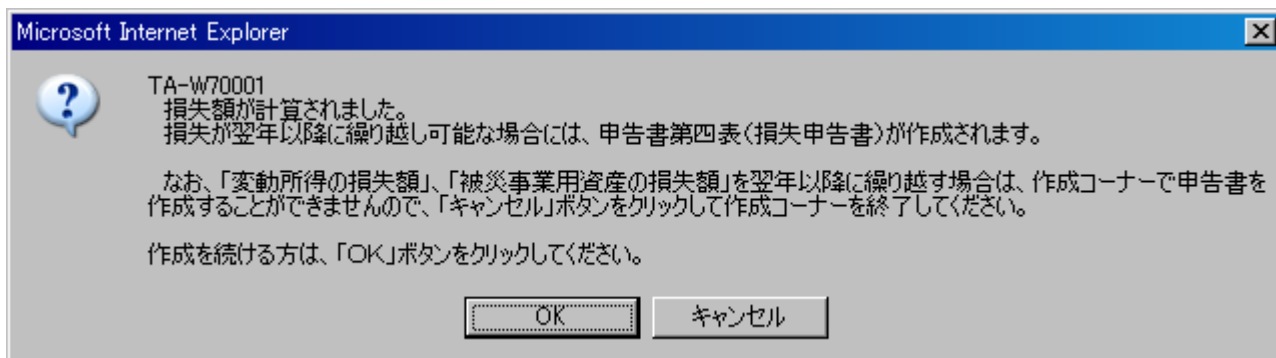 Microsoft Internet Explorer
TA-W70001
損失額が計算されました。
損失が翌年以降に繰り越し可能な場合には、申告書第四表(損失申告書)が作成されます。
なお、「変動所得の損失額」、「被災事業用資産の損失額」を翌年以降に繰り越す場合は、作成コーナーで申告書を
作成することができませんので、「キャンセル」ボタンをクリックして作成コーナーを終了してください。
作成を続ける方は、「OK」ボタンをクリックしてください。
OK
キャンセル